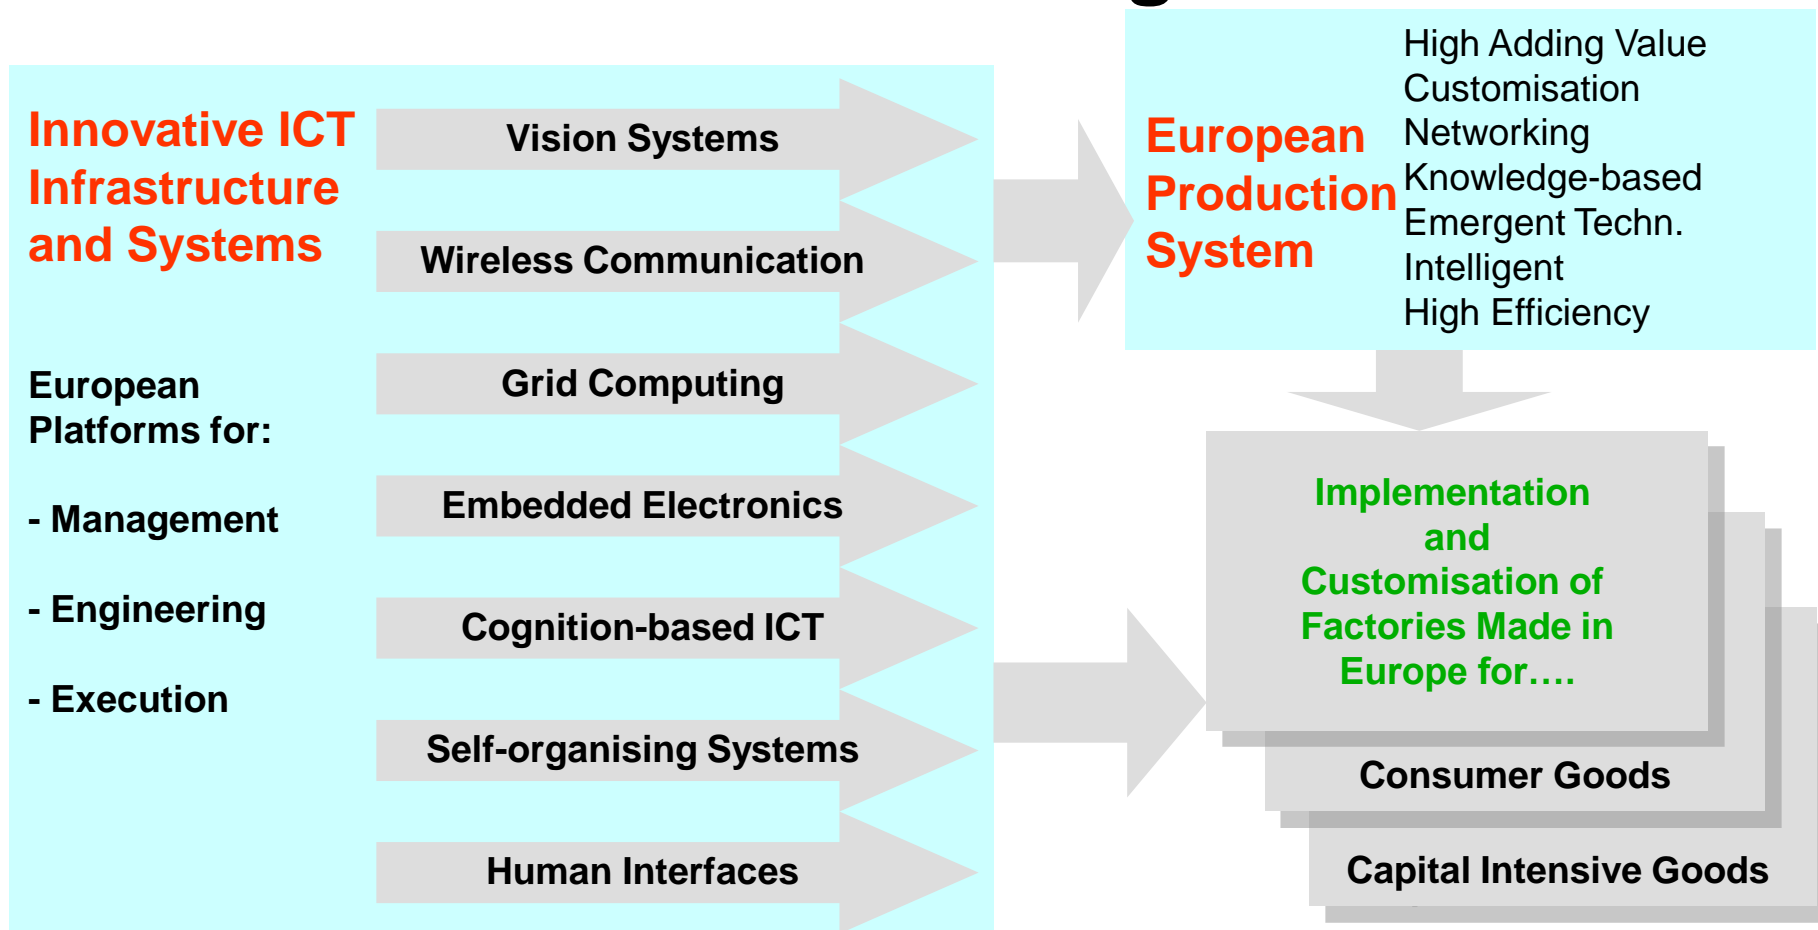 Innovative ICT
Infrastructure
and Systems
European
Platforms for:
- Management
- Engineering
- Execution
Vision Systems
Wireless Communication
Grid Computing
Embedded Electronics
Cognition-based ICT
Self-organising Systems
Human Interfaces
European
Production
System
High Adding Value
Customisation
Networking
Knowledge-based
Emergent Techn.
Intelligent
High Efficiency
Implementation
and
Customisation of
Factories Made in
Europe for….
Consumer Goods
Capital Intensive Goods